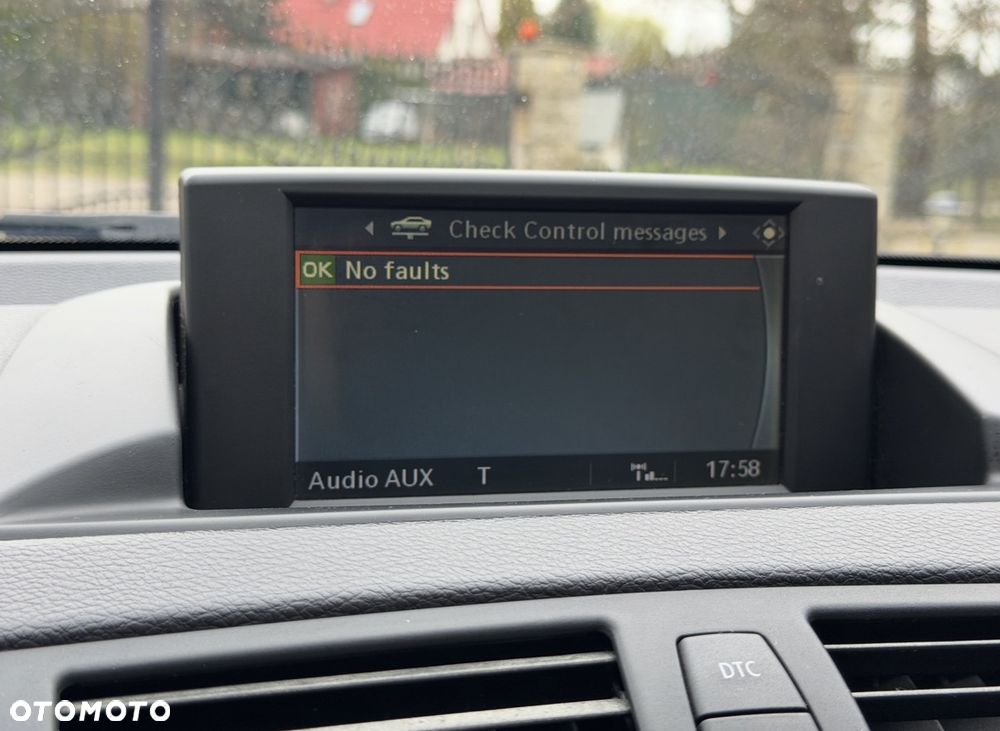 Check Control messages
OK No faults
Audio AUX T 17:58
DTC
OTOMOTO